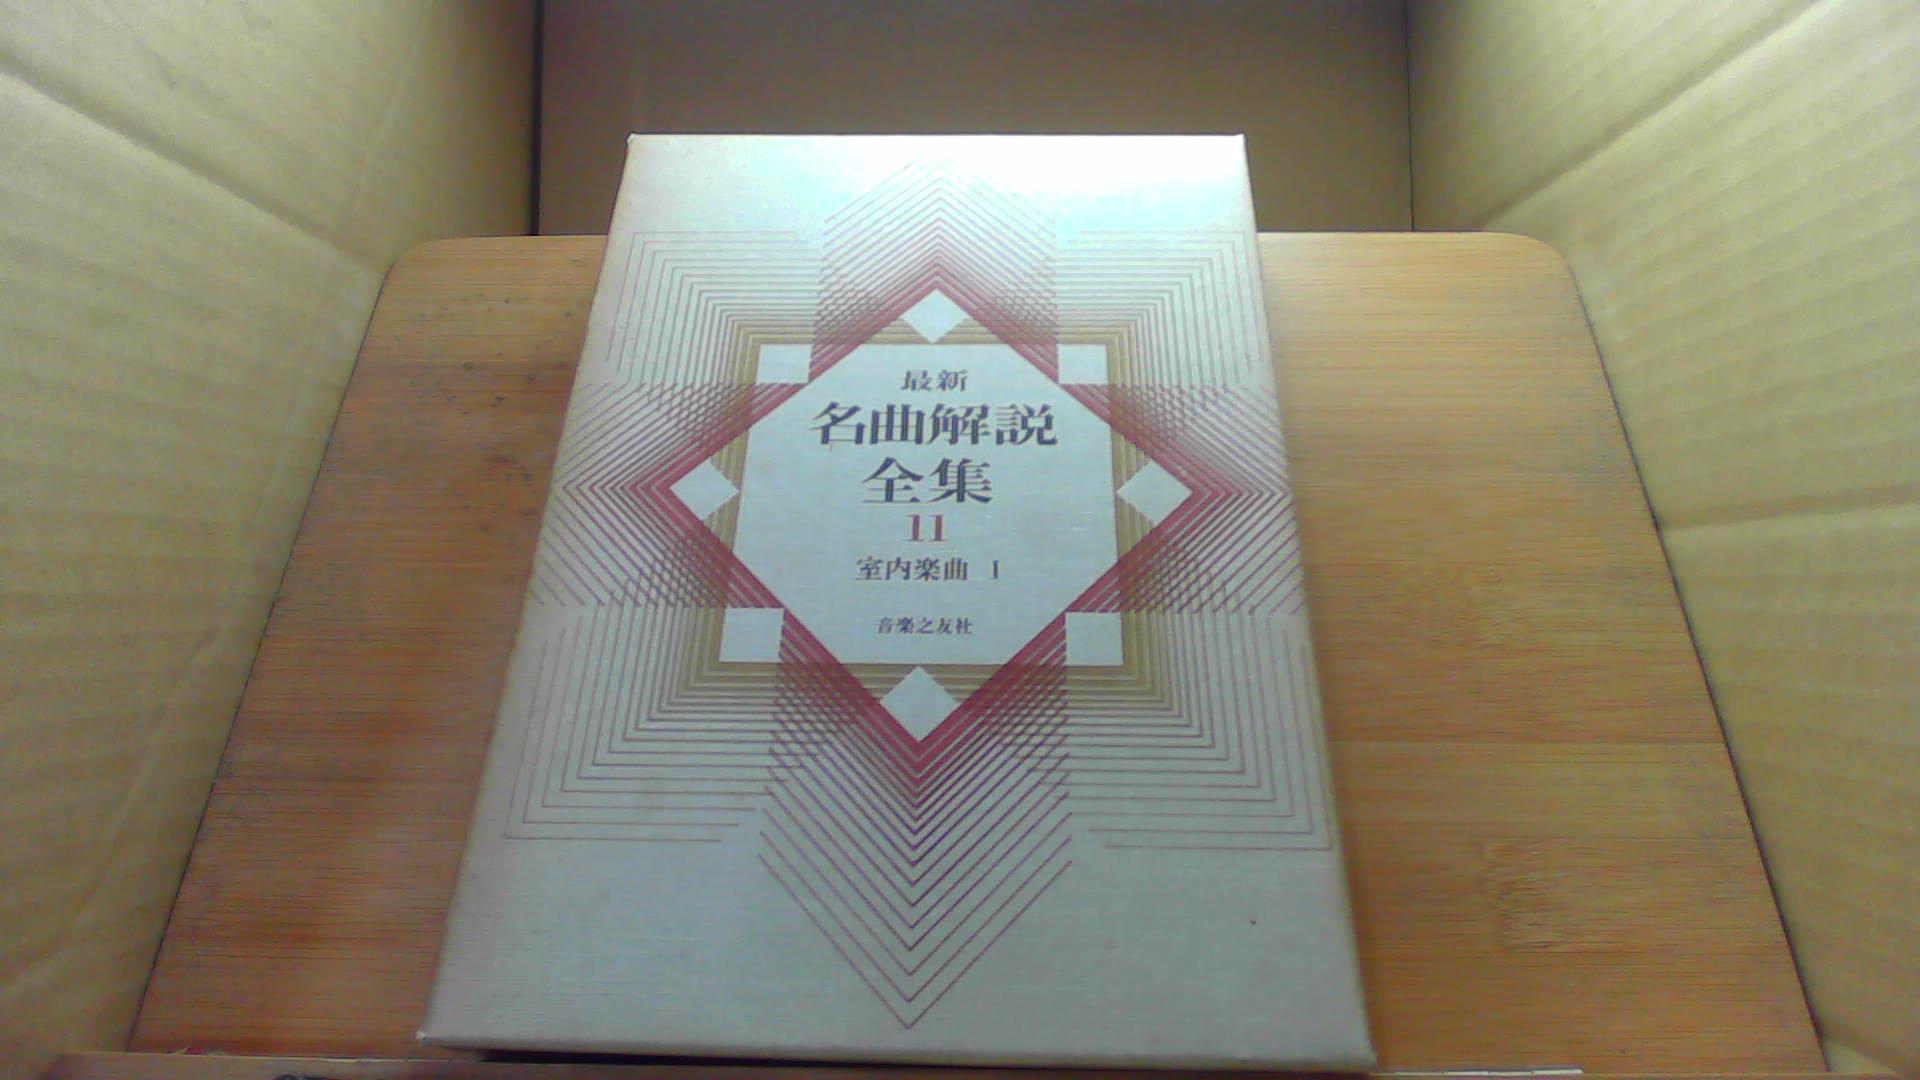 最新
名曲解説
全集
11
室内楽曲 I
音楽之友社